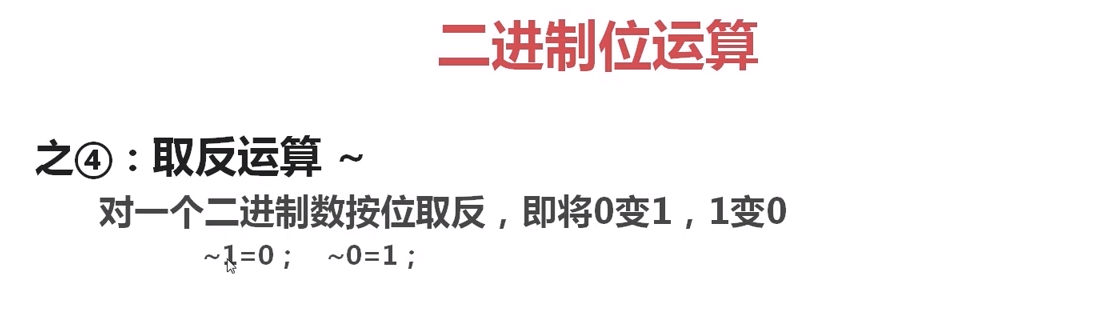 二进制位运算
之④：取反运算 ~
对一个二进制数按位取反，即将0变1，1变0
~1=0； ~0=1；